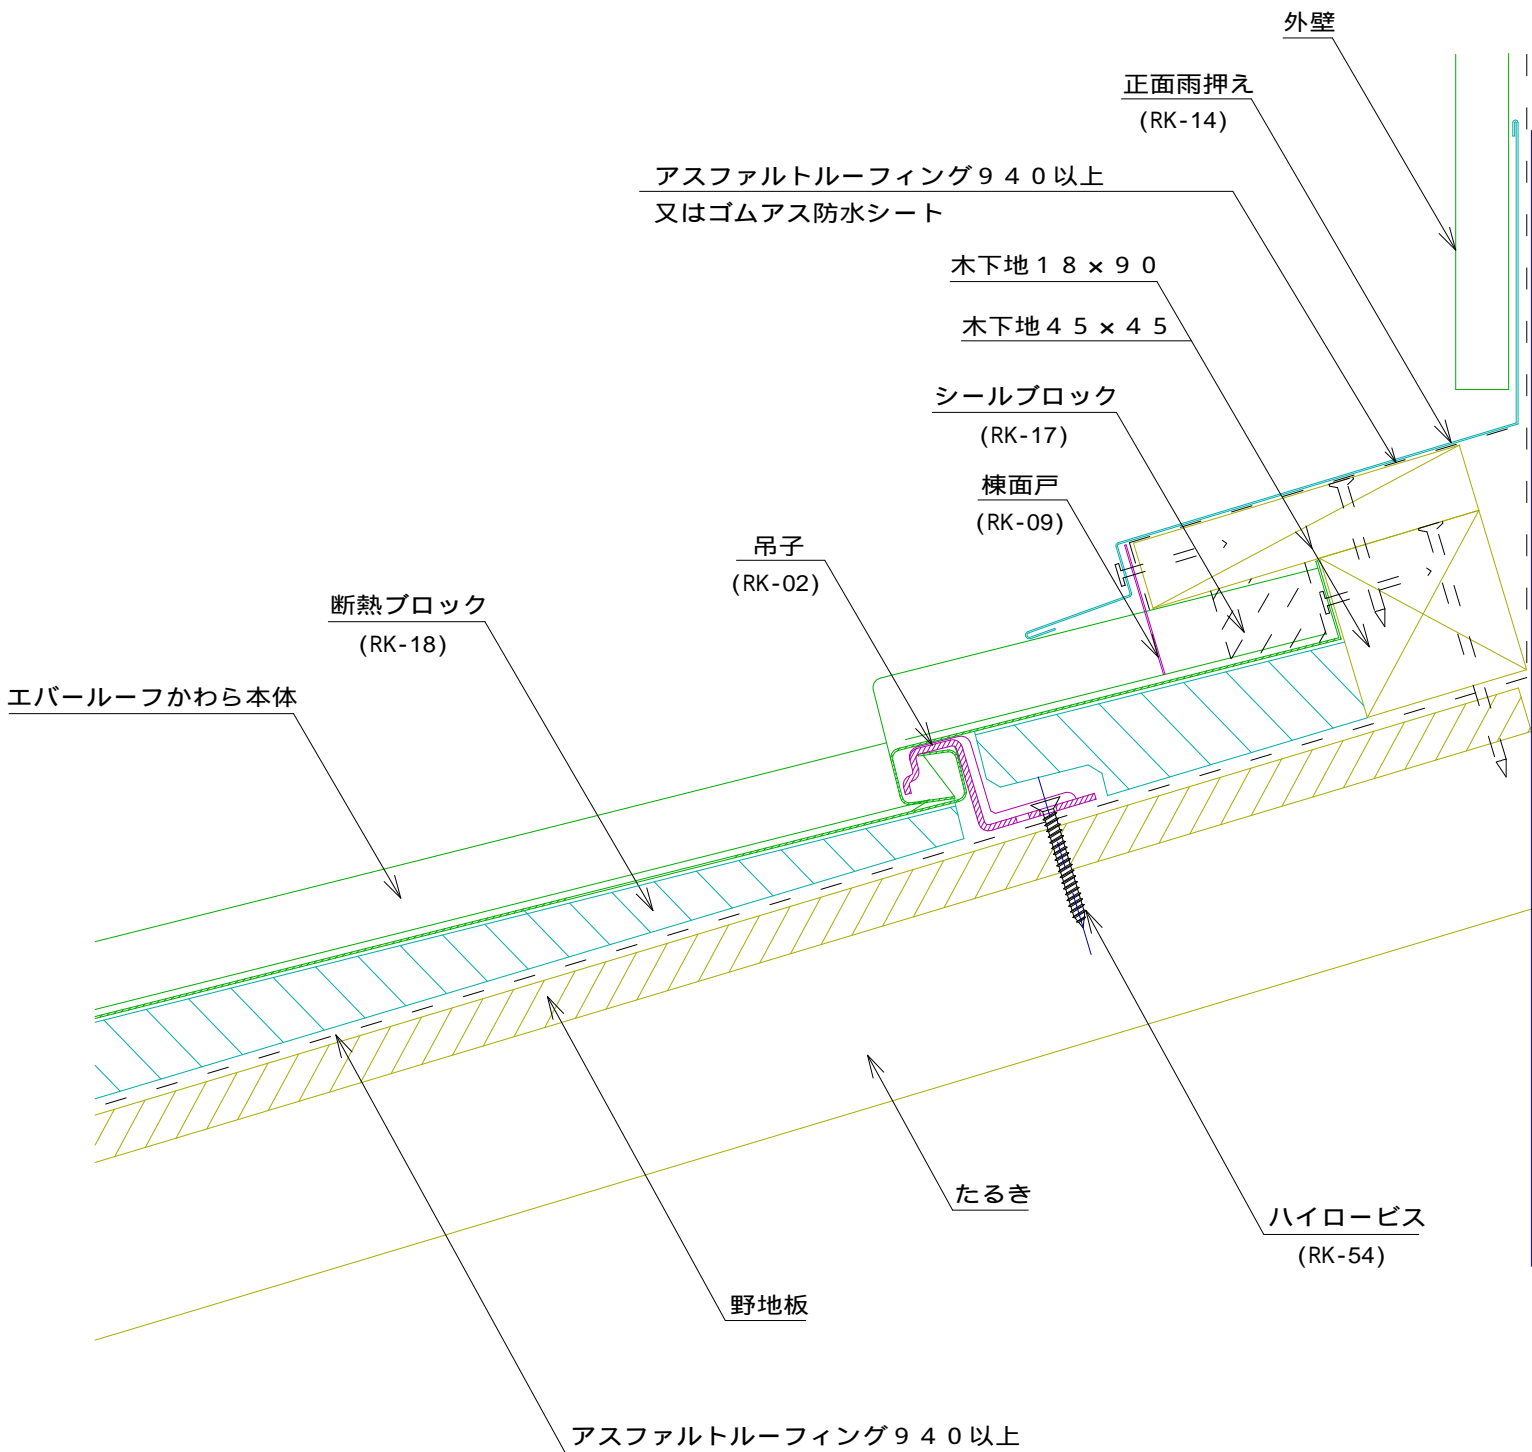 外壁
正面雨押え
(RK-14)
アスファルトルーフィング９４０以上
又はゴムアス防水シート
木下地１８×９０
木下地４５×４５
シールブロック
(RK-17)
棟面戸
(RK-09)
吊子
(RK-02)
断熱ブロック
(RK-18)
エバールーフかわら本体
たるき
ハイロービス
(RK-54)
野地板
アスファルトルーフィング９４０以上